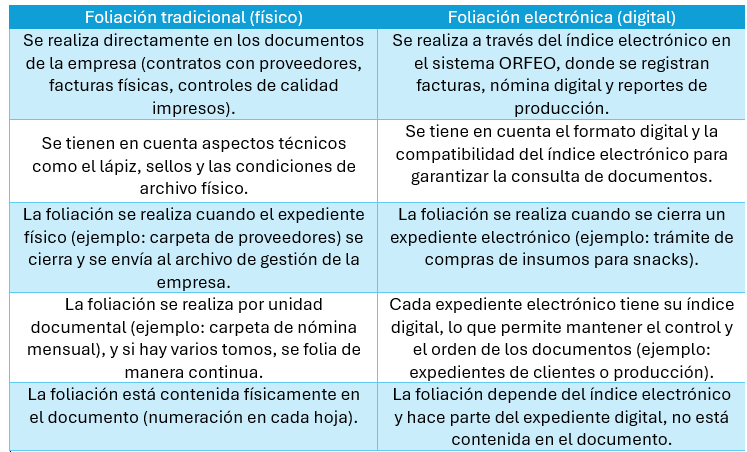 Foliación tradicional (físico)
Foliación electrónica (digital)
Se realiza directamente en los documentos
de la empresa (contratos con proveedores,
facturas físicas, controles de calidad
impresos).
Se realiza a través del índice electrónico en
el sistema ORFEO, donde se registran
facturas, nómina digital y reportes de
producción.
Se tienen en cuenta aspectos técnicos
como el lápiz, sellos y las condiciones de
archivo físico.
Se tiene en cuenta el formato digital y la
compatibilidad del índice electrónico para
garantizar la consulta de documentos.
La foliación se realiza cuando el expediente
físico (ejemplo: carpeta de proveedores) se
cierra y se envía al archivo de gestión de la
empresa.
La foliación se realiza cuando se cierra un
expediente electrónico (ejemplo: trámite de
compras de insumos para snacks).
La foliación se realiza por unidad
documental (ejemplo: carpeta de nómina
mensual), y si hay varios tomos, se folia de
manera continua.
Cada expediente electrónico tiene su índice
digital, lo que permite mantener el control y
el orden de los documentos (ejemplo:
expedientes de clientes o producción).
La foliación está contenida físicamente en
el documento (numeración en cada hoja).
La foliación depende del índice electrónico
y hace parte del expediente digital, no está
contenida en el documento.